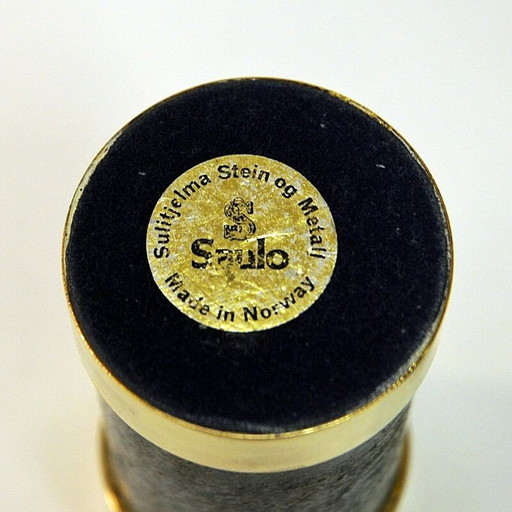 Sulitjelma Stein og Metall
S
Saulo
Made in Norway